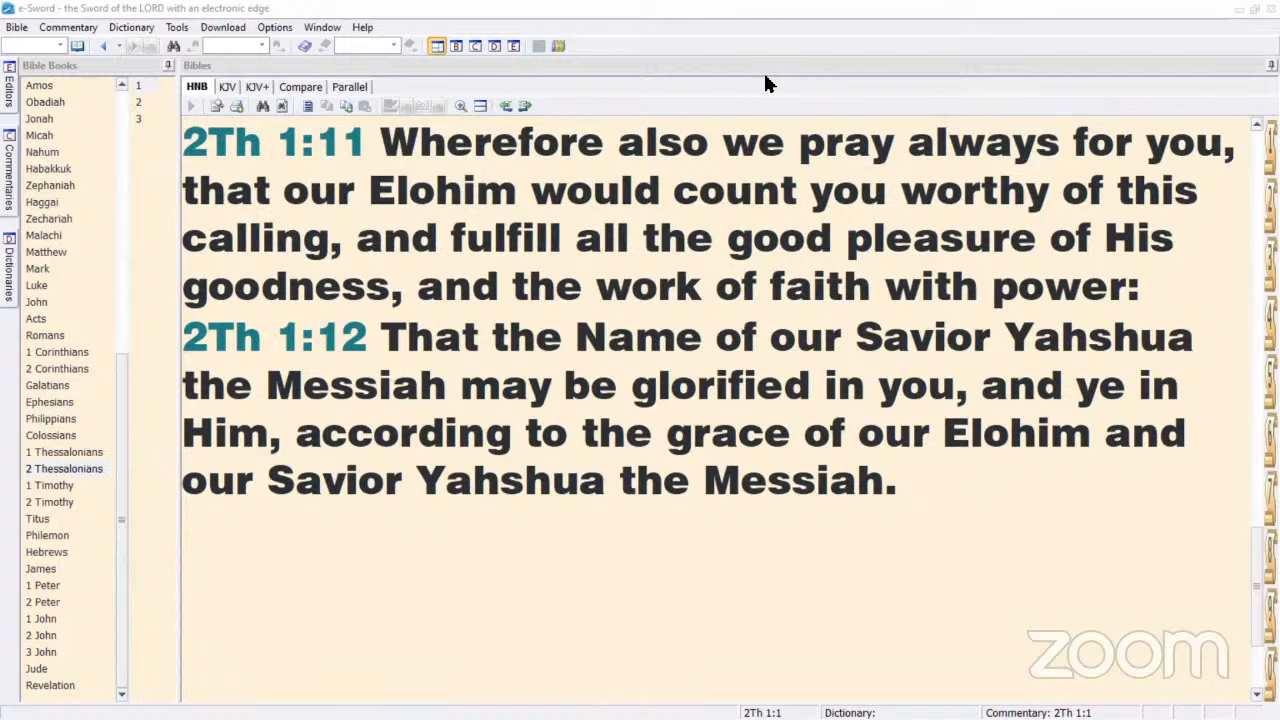 e-Sword - the Sword of the LORD with an electronic edge
Bible Commentary Dictionary Tools Download Options Window Help
B C D E
Bible Books
Bibles
HNB KJV KJV+ Compare Parallel
E Editors
C Commentaries
D Dictionaries
Amos 1
Obadiah 2
Jonah 3
Micah
Nahum
Habakkuk
Zephaniah
Haggai
Zechariah
Malachi
Matthew
Mark
Luke
John
Acts
Romans
1 Corinthians
2 Corinthians
Galatians
Ephesians
Philippians
Colossians
1 Thessalonians
2 Thessalonians
1 Timothy
2 Timothy
Titus
Philemon
Hebrews
James
1 Peter
2 Peter
1 John
2 John
3 John
Jude
Revelation
2Th 1:11 Wherefore also we pray always for you,
that our Elohim would count you worthy of this
calling, and fulfill all the good pleasure of His
goodness, and the work of faith with power:
2Th 1:12 That the Name of our Savior Yahshua
the Messiah may be glorified in you, and ye in
Him, according to the grace of our Elohim and
our Savior Yahshua the Messiah.
zoom
2Th 1:1 Dictionary: Commentary: 2Th 1:1